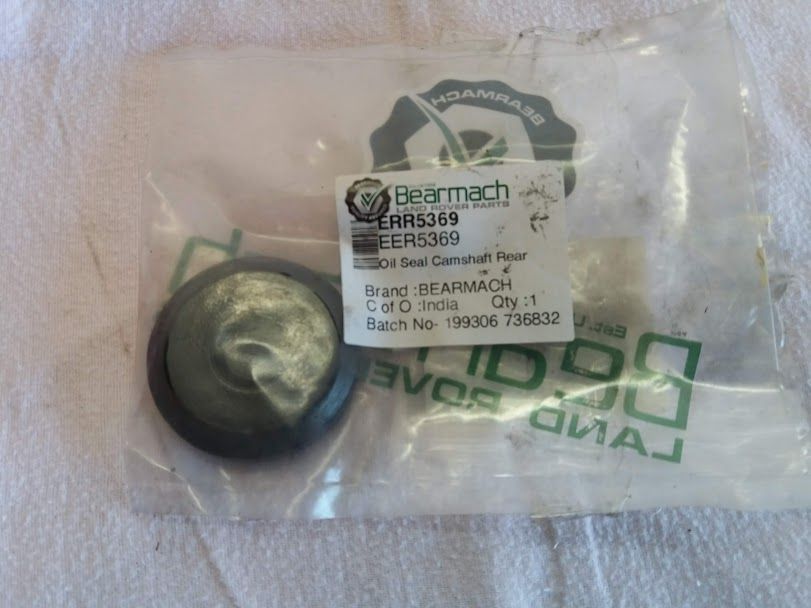 BEARMACH
Bearmach
LAND ROVER PARTS
ERR5369
EER5369
Oil Seal Camshaft Rear
Brand :BEARMACH
C of O :India Qty :1
Batch No- 199306 736832
Est.
LAND ROVE